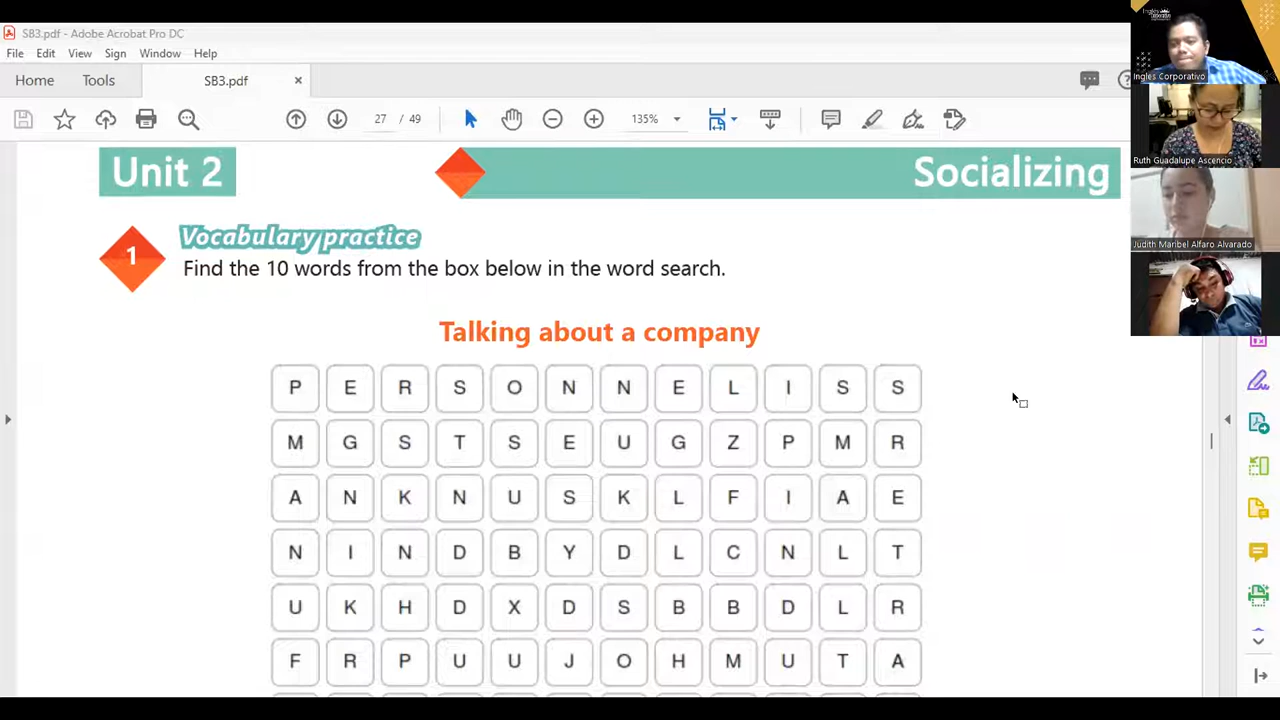 SB3.pdf - Adobe Acrobat Pro DC
File Edit View Sign Window Help
Home Tools SB3.pdf ×
27 / 49 135%
Unit 2 Socializing
1 Vocabulary practice
Find the 10 words from the box below in the word search.
Talking about a company
P E R S O N N E L I S S
M G S T S E U G Z P M R
A N K N U S K L F I A E
N I N D B Y D L C N L T
U K H D X D S B B D L R
F R P U U J O H M U T A
Inglés Corporativo
Ingles Corporativo
Ruth Guadalupe Ascencio
Judith Maribel Alfaro Alvarado